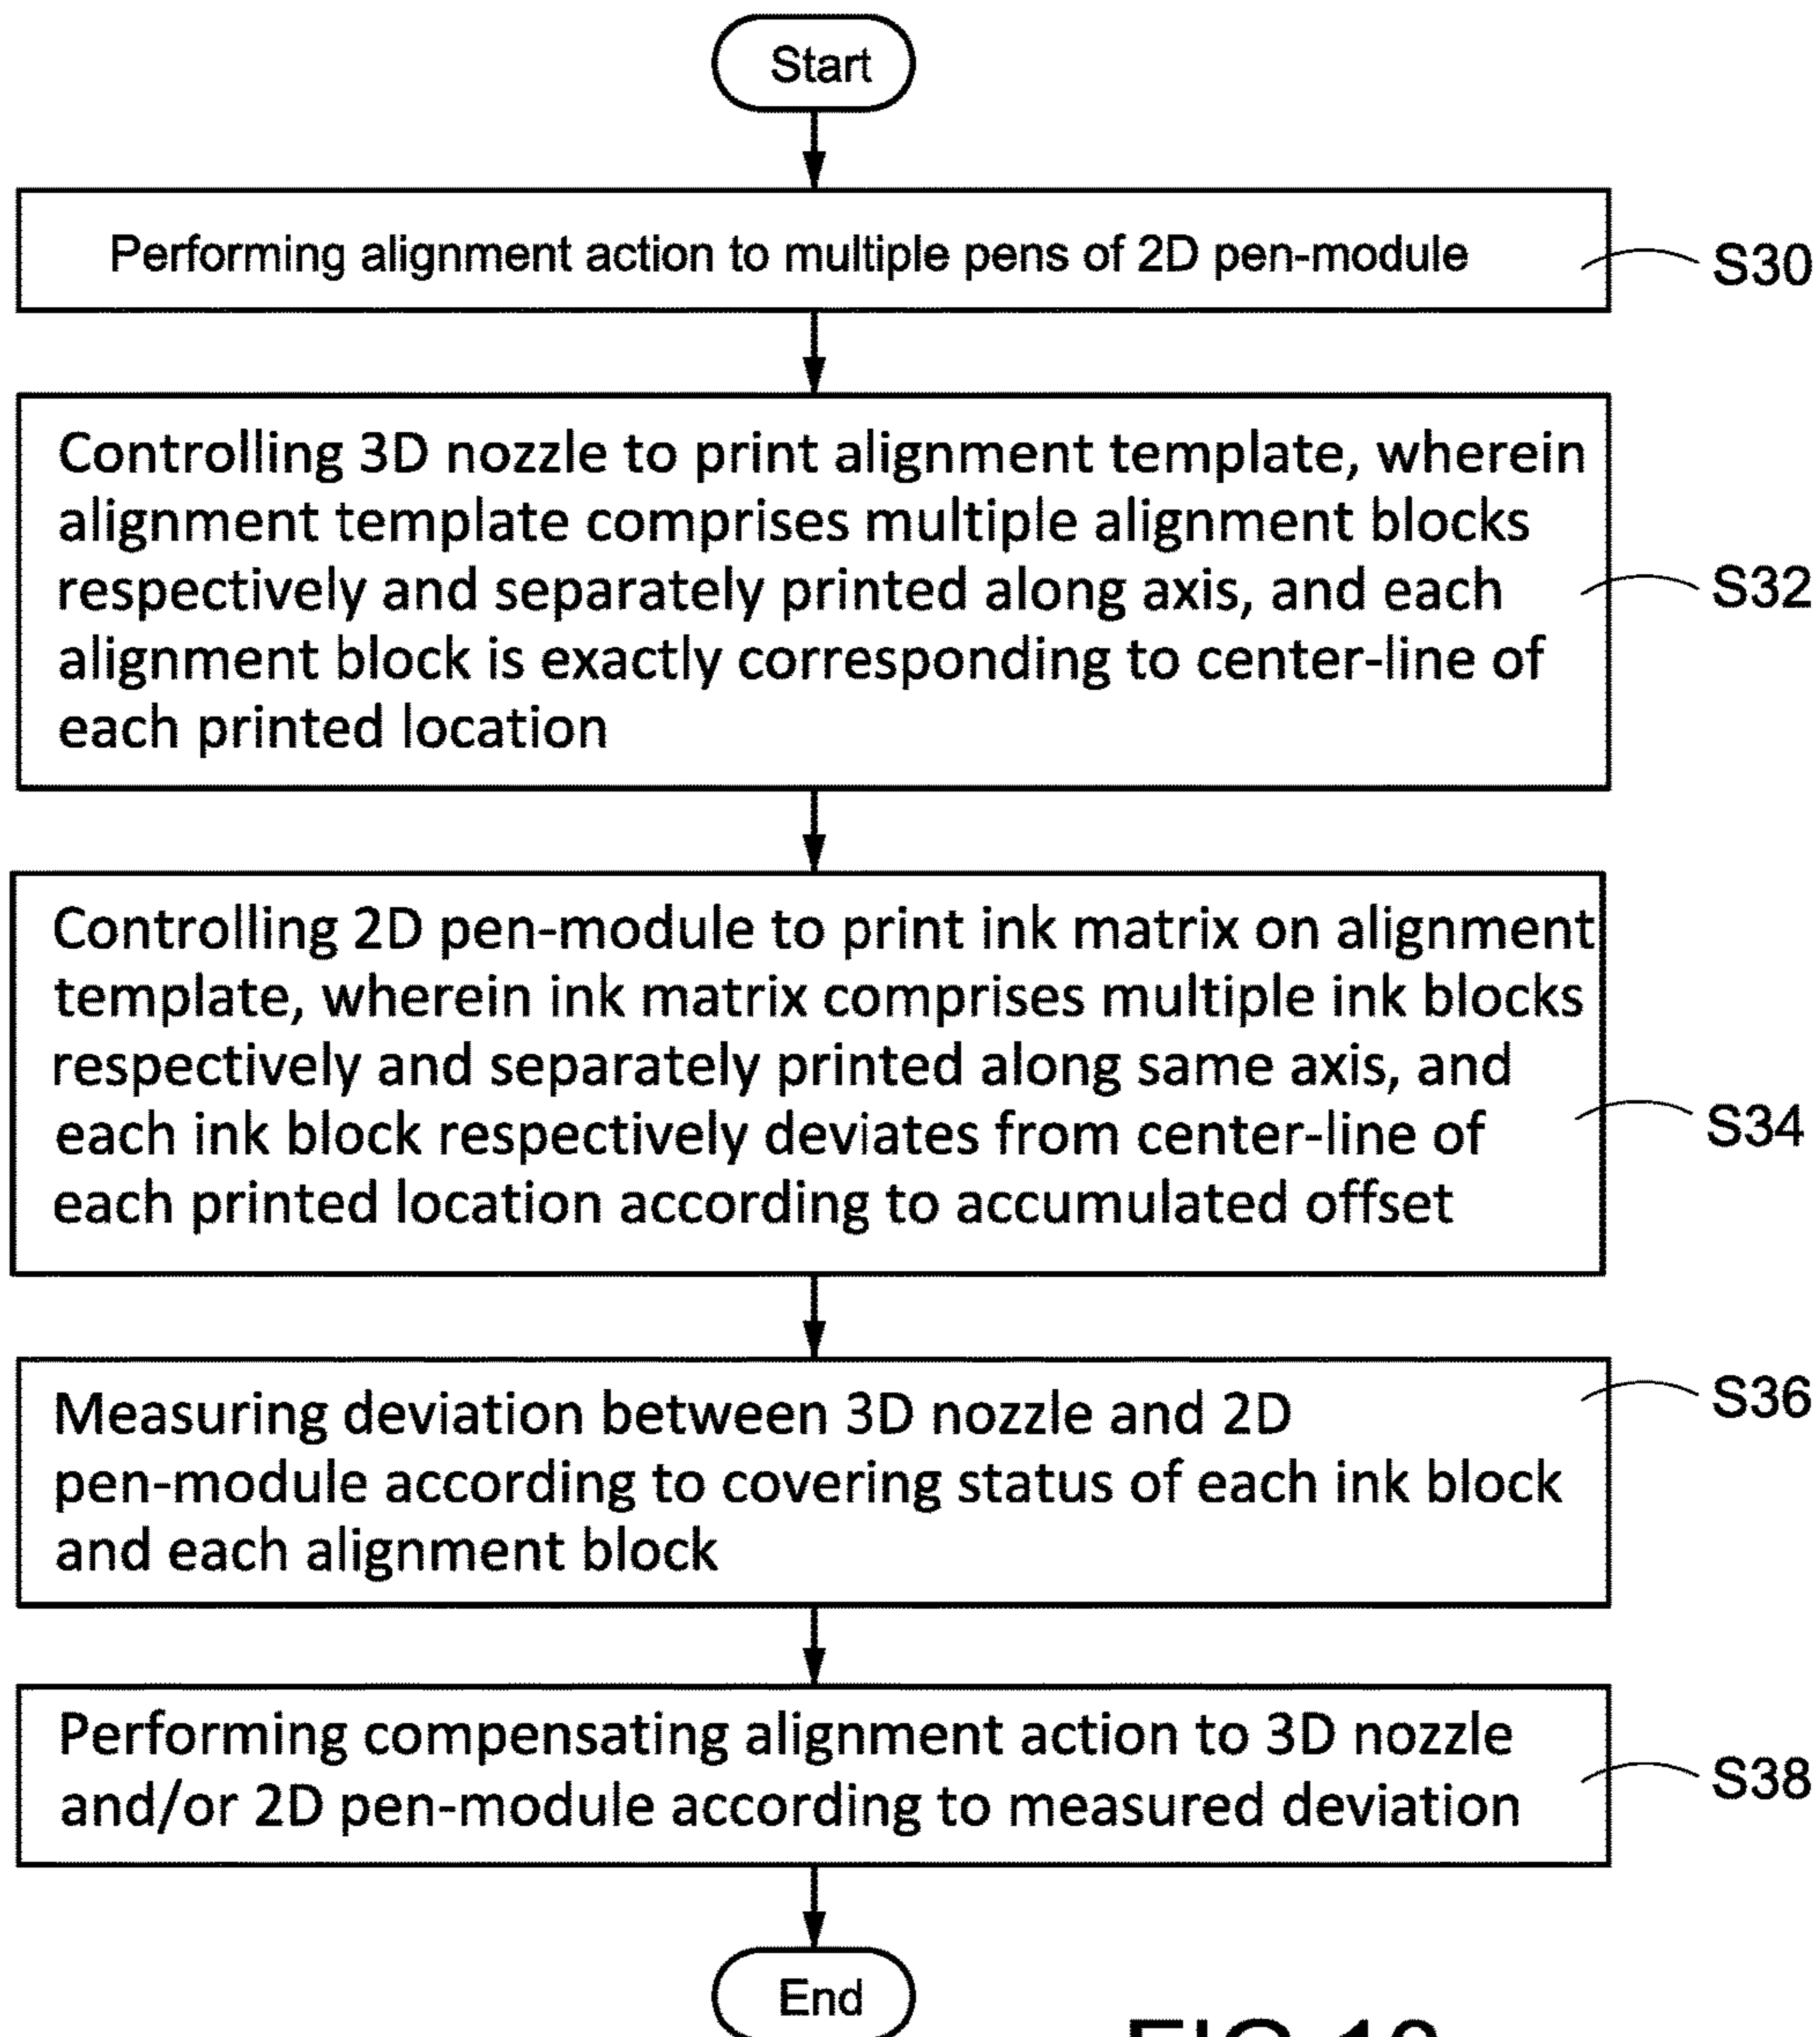 Start
Performing alignment action to multiple pens of 2D pen-module
S30
Controlling 3D nozzle to print alignment template, wherein
alignment template comprises multiple alignment blocks
respectively and separately printed along axis, and each
alignment block is exactly corresponding to center-line of
each printed location
S32
Controlling 2D pen-module to print ink matrix on alignment
template, wherein ink matrix comprises multiple ink blocks
respectively and separately printed along same axis, and
each ink block respectively deviates from center-line of
each printed location according to accumulated offset
S34
Measuring deviation between 3D nozzle and 2D
pen-module according to covering status of each ink block
and each alignment block
S36
Performing compensating alignment action to 3D nozzle
and/or 2D pen-module according to measured deviation
S38
End